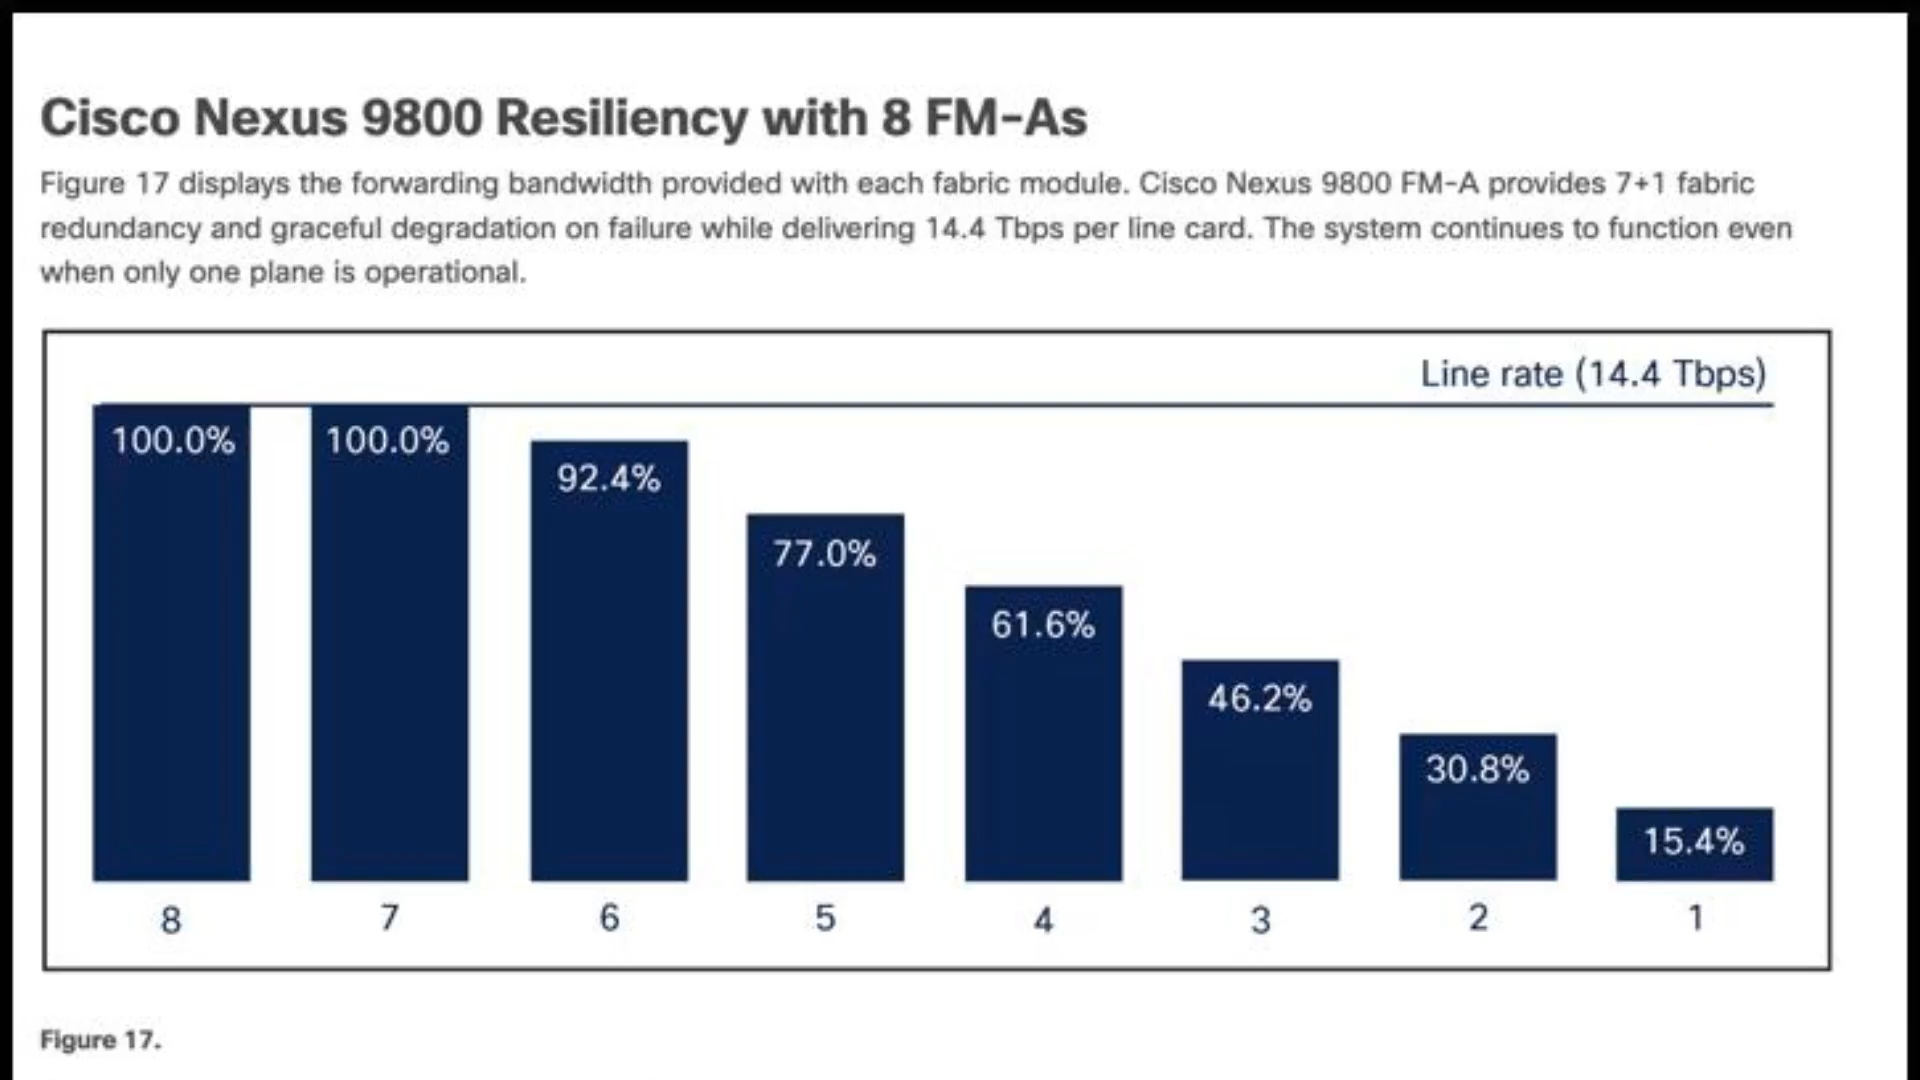 Cisco Nexus 9800 Resiliency with 8 FM-As
Figure 17 displays the forwarding bandwidth provided with each fabric module. Cisco Nexus 9800 FM-A provides 7+1 fabric
redundancy and graceful degradation on failure while delivering 14.4 Tbps per line card. The system continues to function even
when only one plane is operational.
Line rate (14.4 Tbps)
100.0% 100.0% 92.4% 77.0% 61.6% 46.2% 30.8% 15.4%
8 7 6 5 4 3 2 1
Figure 17.